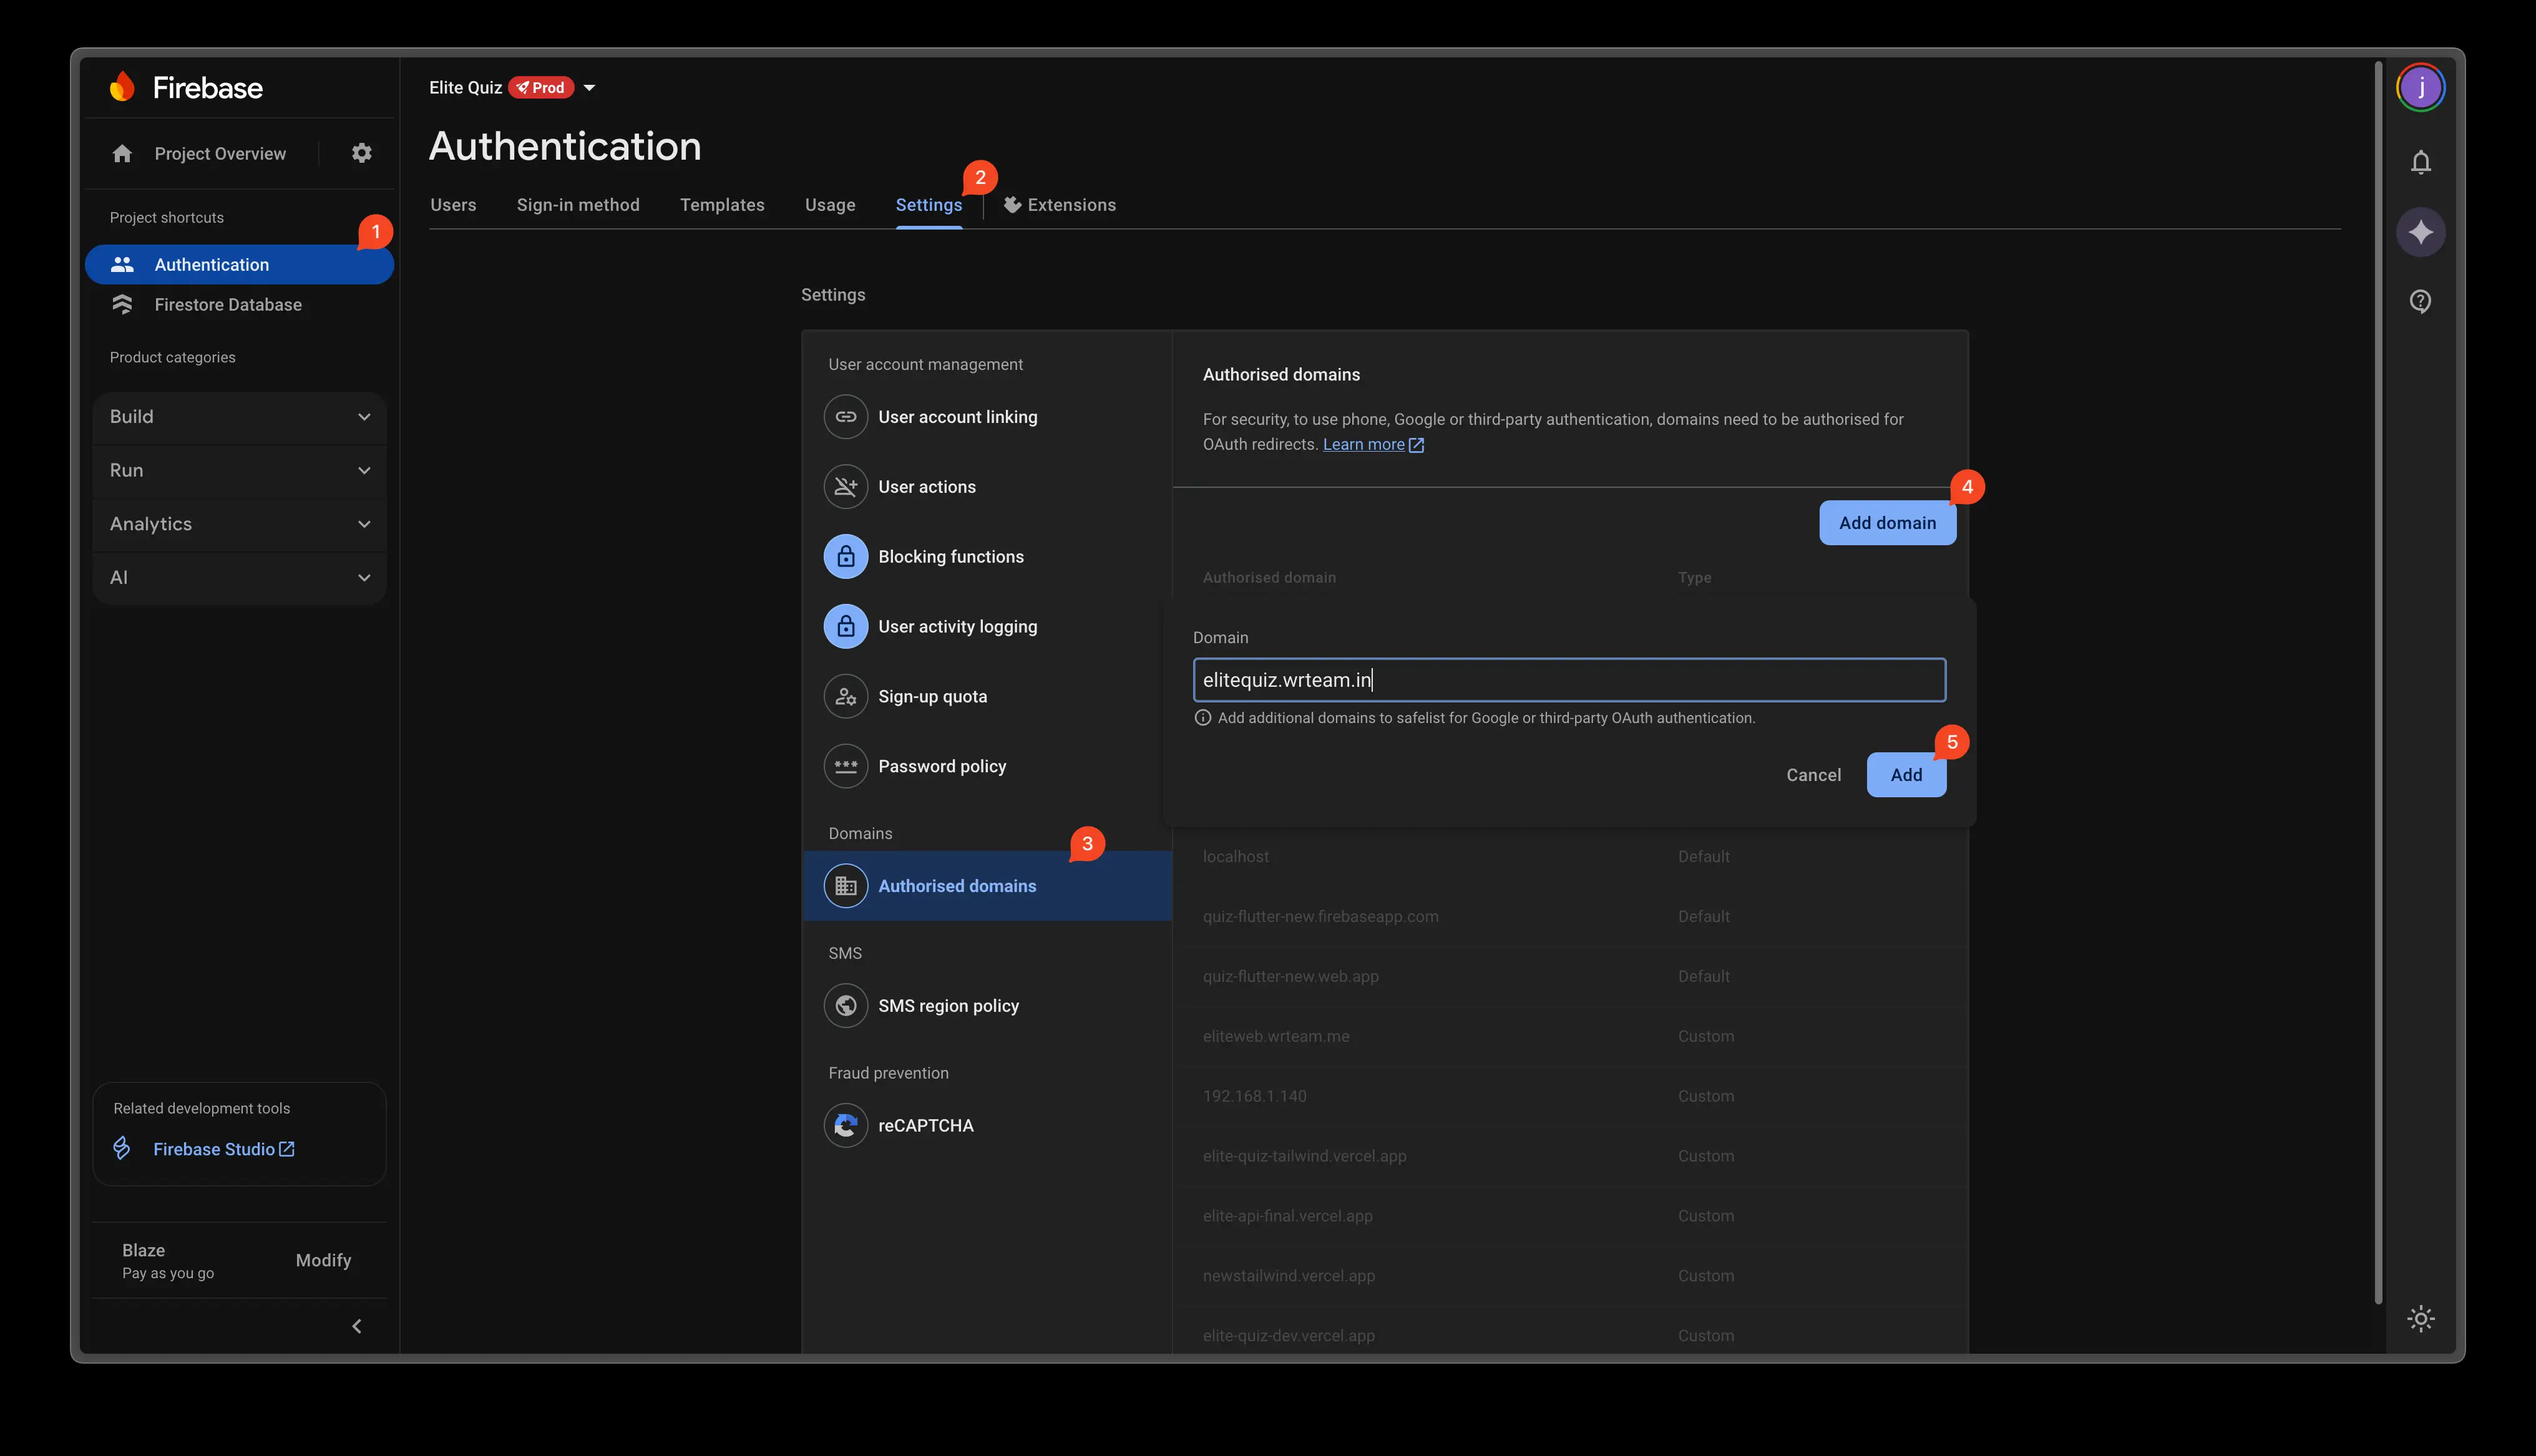 Firebase
Project Overview
Project shortcuts
1
Authentication
Firestore Database
Product categories
Build
Run
Analytics
AI
Related development tools
Firebase Studio
Blaze
Pay as you go
Modify
Elite Quiz Prod
Authentication
2
Users Sign-in method Templates Usage Settings Extensions
Settings
User account management
User account linking
User actions
Blocking functions
User activity logging
Sign-up quota
Password policy
Domains
3
Authorised domains
SMS
SMS region policy
Fraud prevention
reCAPTCHA
Authorised domains
For security, to use phone, Google or third-party authentication, domains need to be authorised for
OAuth redirects. Learn more
4
Add domain
Authorised domain Type
Domain
elitequiz.wrteam.in
Add additional domains to safelist for Google or third-party OAuth authentication.
5
Cancel Add
localhost Default
quiz-flutter-new.firebaseapp.com Default
quiz-flutter-new.web.app Default
eliteweb.wrteam.me Custom
192.168.1.140 Custom
elite-quiz-tailwind.vercel.app Custom
elite-api-final.vercel.app Custom
newstailwind.vercel.app Custom
elite-quiz-dev.vercel.app Custom
j